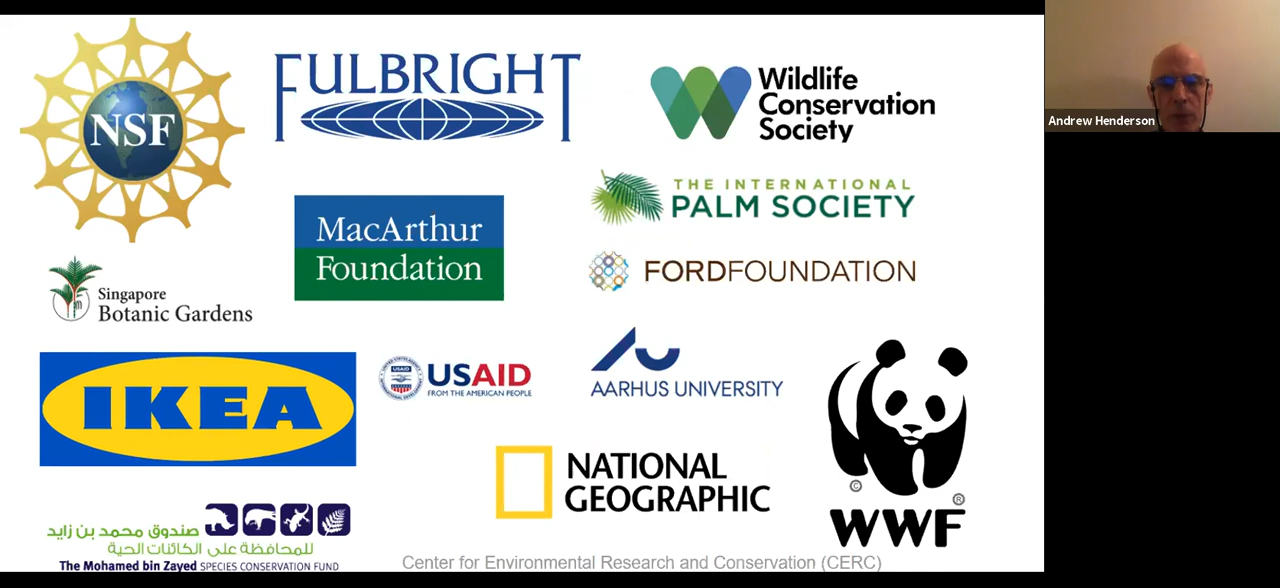 NSF
FULBRIGHT
Wildlife
Conservation
Society
Andrew Henderson
THE INTERNATIONAL
PALM SOCIETY
MacArthur
Foundation
FORDFOUNDATION
Singapore
Botanic Gardens
IKEA
USAID
FROM THE AMERICAN PEOPLE
AARHUS UNIVERSITY
NATIONAL
GEOGRAPHIC
©
®
WWF
صندوق محمد بن زايد
للمحافظة على الكائنات الحية
The Mohamed bin Zayed SPECIES CONSERVATION FUND
Center for Environmental Research and Conservation (CERC)